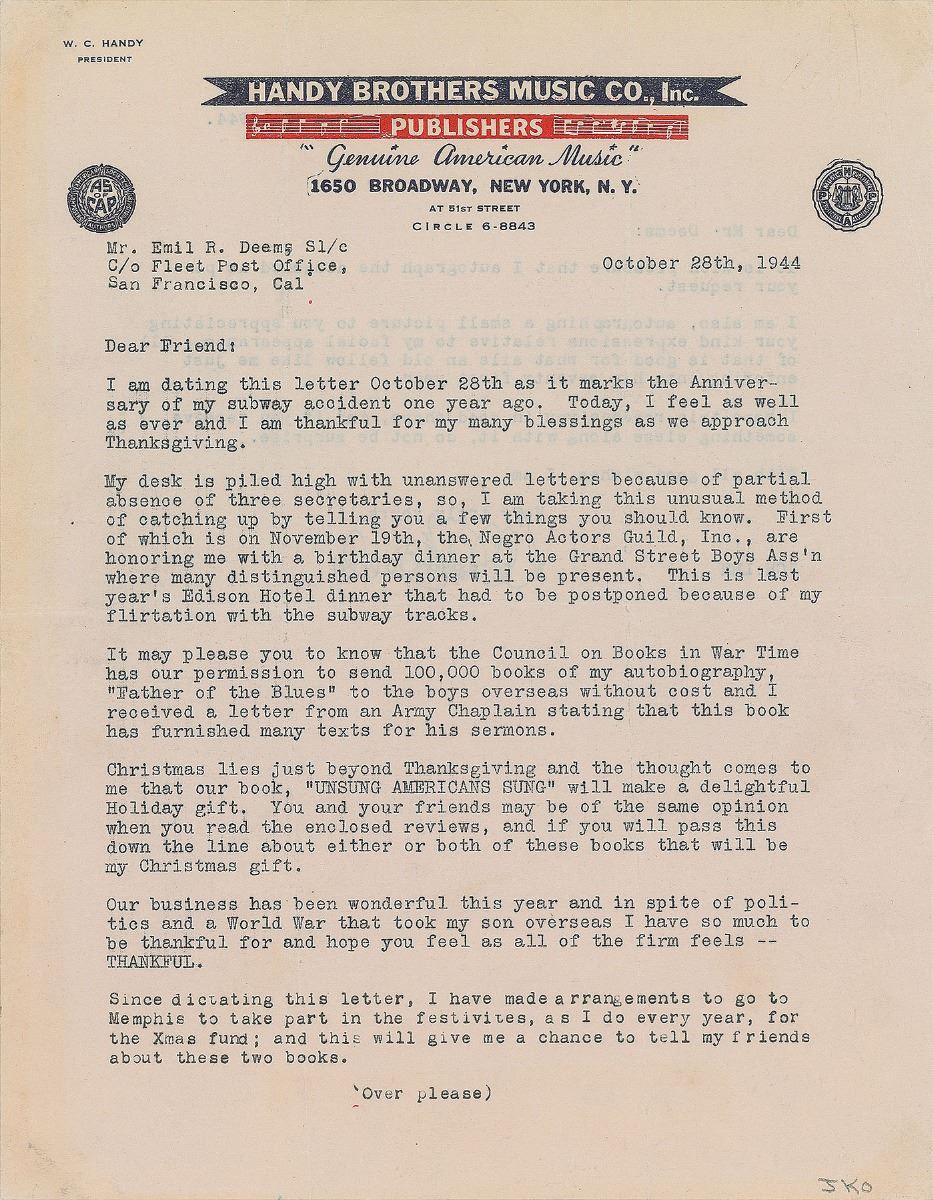 W. C. HANDY
PRESIDENT
HANDY BROTHERS MUSIC CO., Inc.
PUBLISHERS
"Genuine American Music"
1650 BROADWAY, NEW YORK, N. Y.
AT 51ST STREET
CIRCLE 6-8843
AS
OF
CAP
Mr. Emil R. Deems S1/c
C/o Fleet Post Office,
San Francisco, Cal
October 28th, 1944
Dear Friend:
I am dating this letter October 28th as it marks the Anniver-
sary of my subway accident one year ago. Today, I feel as well
as ever and I am thankful for my many blessings as we approach
Thanksgiving.
My desk is piled high with unanswered letters because of partial
absence of three secretaries, so, I am taking this unusual method
of catching up by telling you a few things you should know. First
of which is on November 19th, the Negro Actors Guild, Inc., are
honoring me with a birthday dinner at the Grand Street Boys Ass'n
where many distinguished persons will be present. This is last
year's Edison Hotel dinner that had to be postponed because of my
flirtation with the subway tracks.
It may please you to know that the Council on Books in War Time
has our permission to send 100,000 books of my autobiography,
"Father of the Blues" to the boys overseas without cost and I
received a letter from an Army Chaplain stating that this book
has furnished many texts for his sermons.
Christmas lies just beyond Thanksgiving and the thought comes to
me that our book, "UNSUNG AMERICANS SUNG" will make a delightful
Holiday gift. You and your friends may be of the same opinion
when you read the enclosed reviews, and if you will pass this
down the line about either or both of these books that will be
my Christmas gift.
Our business has been wonderful this year and in spite of poli-
tics and a World War that took my son overseas I have so much to
be thankful for and hope you feel as all of the firm feels --
THANKFUL.
Since dictating this letter, I have made arrangements to go to
Memphis to take part in the festivites, as I do every year, for
the Xmas fund; and this will give me a chance to tell my friends
about these two books.
'Over please)
JKO